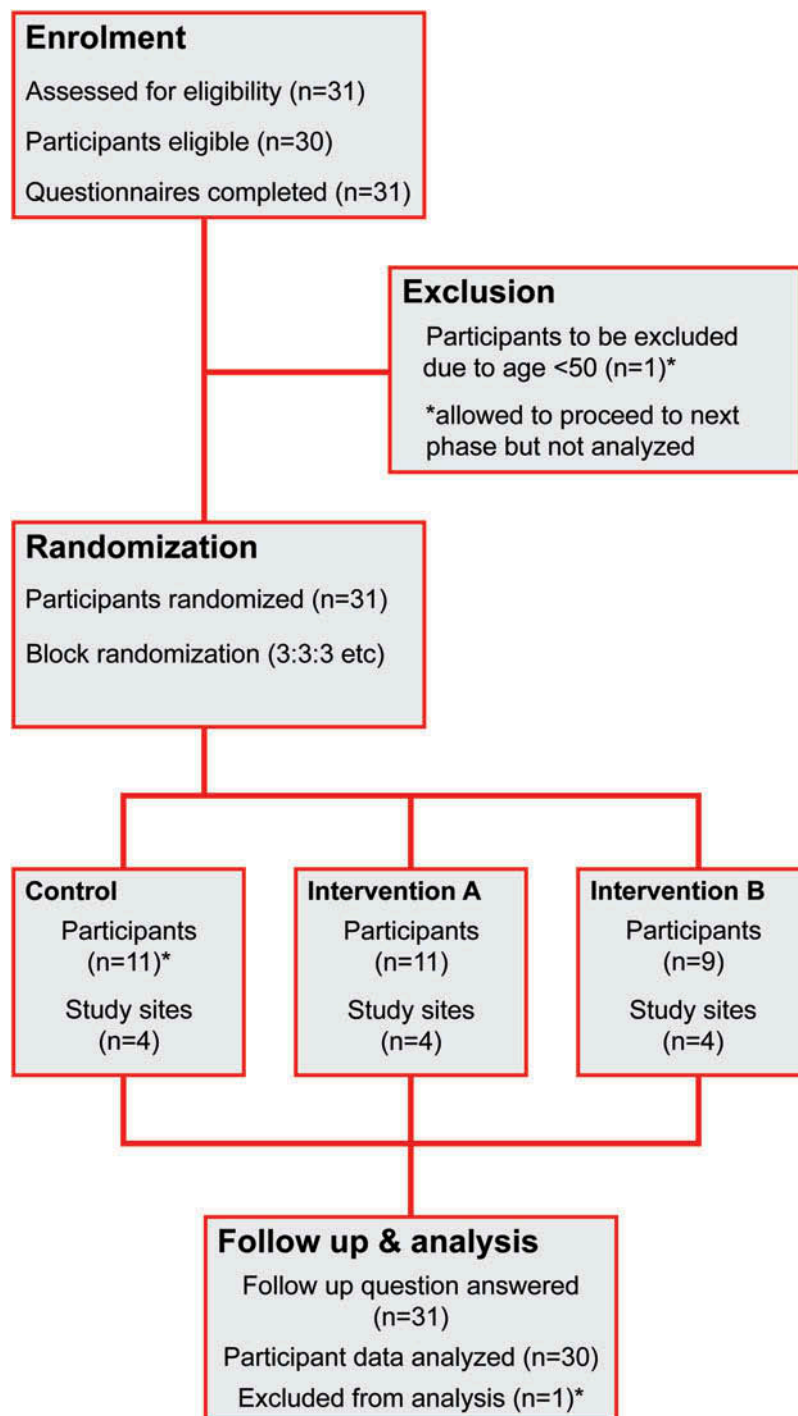 Enrolment
Assessed for eligibility (n=31)
Participants eligible (n=30)
Questionnaires completed (n=31)
Exclusion
Participants to be excluded
due to age <50 (n=1)*
*allowed to proceed to next
phase but not analyzed
Randomization
Participants randomized (n=31)
Block randomization (3:3:3 etc)
Control
Participants
(n=11)*
Study sites
(n=4)
Intervention A
Participants
(n=11)
Study sites
(n=4)
Intervention B
Participants
(n=9)
Study sites
(n=4)
Follow up & analysis
Follow up question answered
(n=31)
Participant data analyzed (n=30)
Excluded from analysis (n=1)*